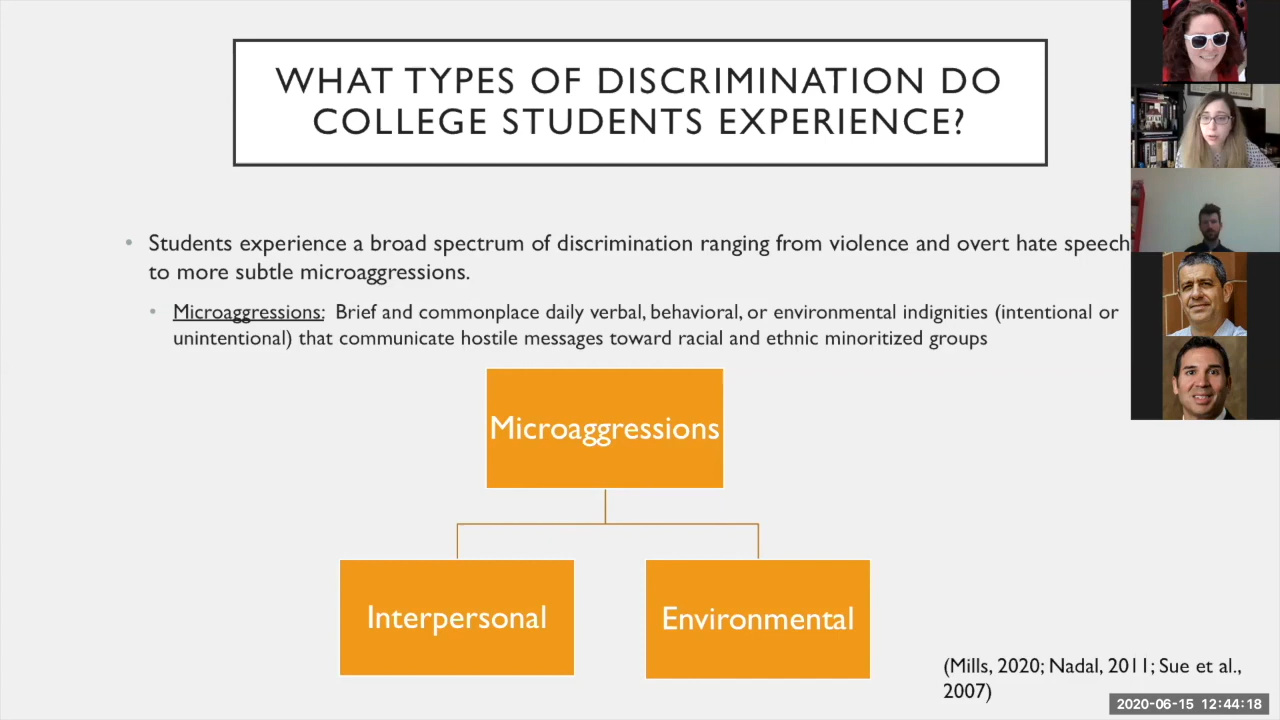 WHAT TYPES OF DISCRIMINATION DO
COLLEGE STUDENTS EXPERIENCE?
• Students experience a broad spectrum of discrimination ranging from violence and overt hate speech
to more subtle microaggressions.
• Microaggressions: Brief and commonplace daily verbal, behavioral, or environmental indignities (intentional or
unintentional) that communicate hostile messages toward racial and ethnic minoritized groups
Microaggressions
Interpersonal
Environmental
(Mills, 2020; Nadal, 2011; Sue et al.,
2007)
2020-06-15 12:44:18